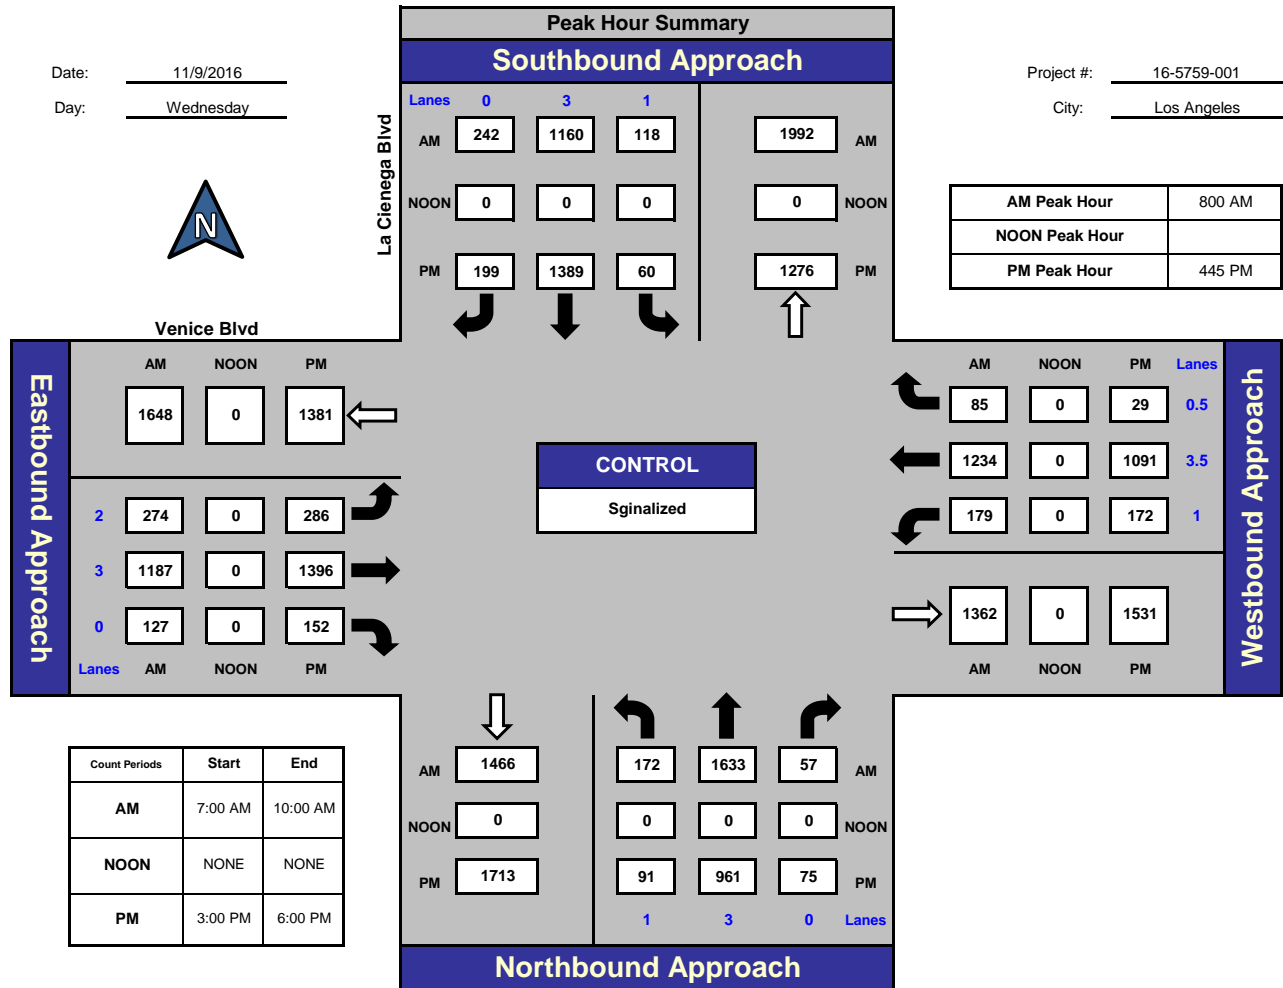 Peak Hour Summary
Southbound Approach
Date: 11/9/2016
Day: Wednesday
Project #: 16-5759-001
City: Los Angeles
La Cienega Blvd
Lanes 0 3 1
AM 242 1160 118 1992 AM
NOON 0 0 0 0 NOON
PM 199 1389 60 1276 PM
N
AM Peak Hour 800 AM
NOON Peak Hour
PM Peak Hour 445 PM
Venice Blvd
Eastbound Approach
AM NOON PM
1648 0 1381
2 274 0 286
3 1187 0 1396
0 127 0 152
Lanes AM NOON PM
CONTROL
Sginalized
AM NOON PM Lanes
85 0 29 0.5
1234 0 1091 3.5
179 0 172 1
1362 0 1531
AM NOON PM
Westbound Approach
Count Periods Start End
AM 7:00 AM 10:00 AM
NOON NONE NONE
PM 3:00 PM 6:00 PM
AM 1466 172 1633 57 AM
NOON 0 0 0 0 NOON
PM 1713 91 961 75 PM
1 3 0 Lanes
Northbound Approach